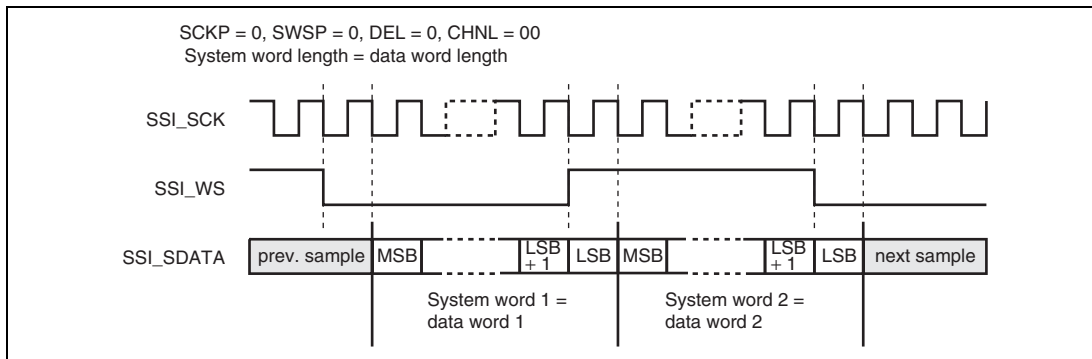 SCKP = 0, SWSP = 0, DEL = 0, CHNL = 00
System word length = data word length
SSI_SCK
SSI_WS
SSI_SDATA
prev. sample
MSB
LSB
+ 1
LSB
MSB
LSB
+ 1
LSB
next sample
System word 1 =
data word 1
System word 2 =
data word 2